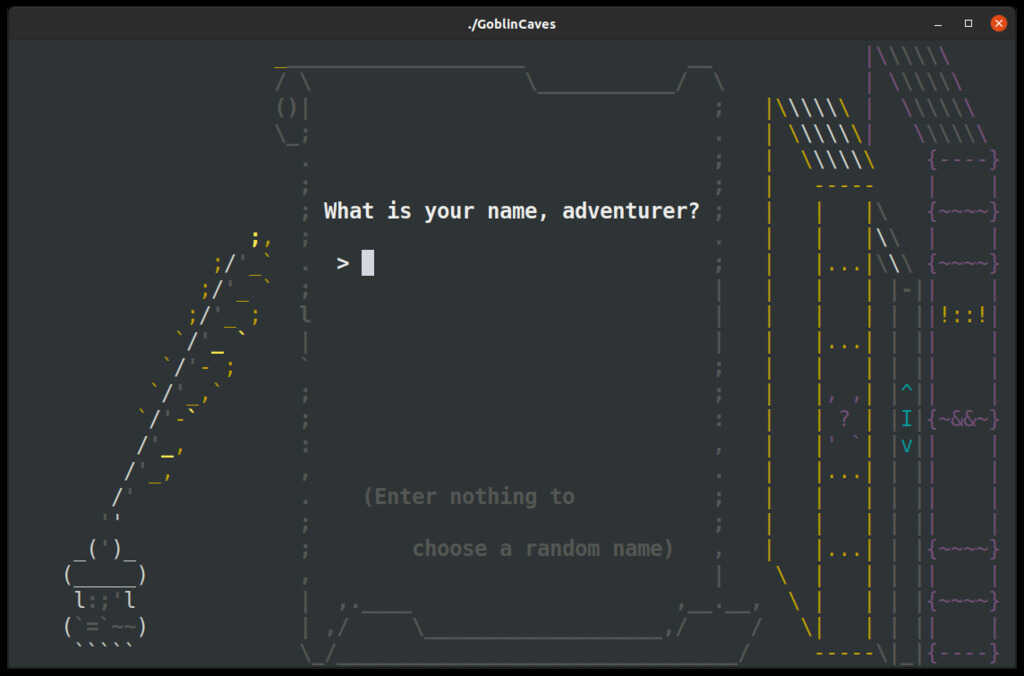 ./GoblinCaves
What is your name, adventurer?
>
(Enter nothing to
choose a random name)